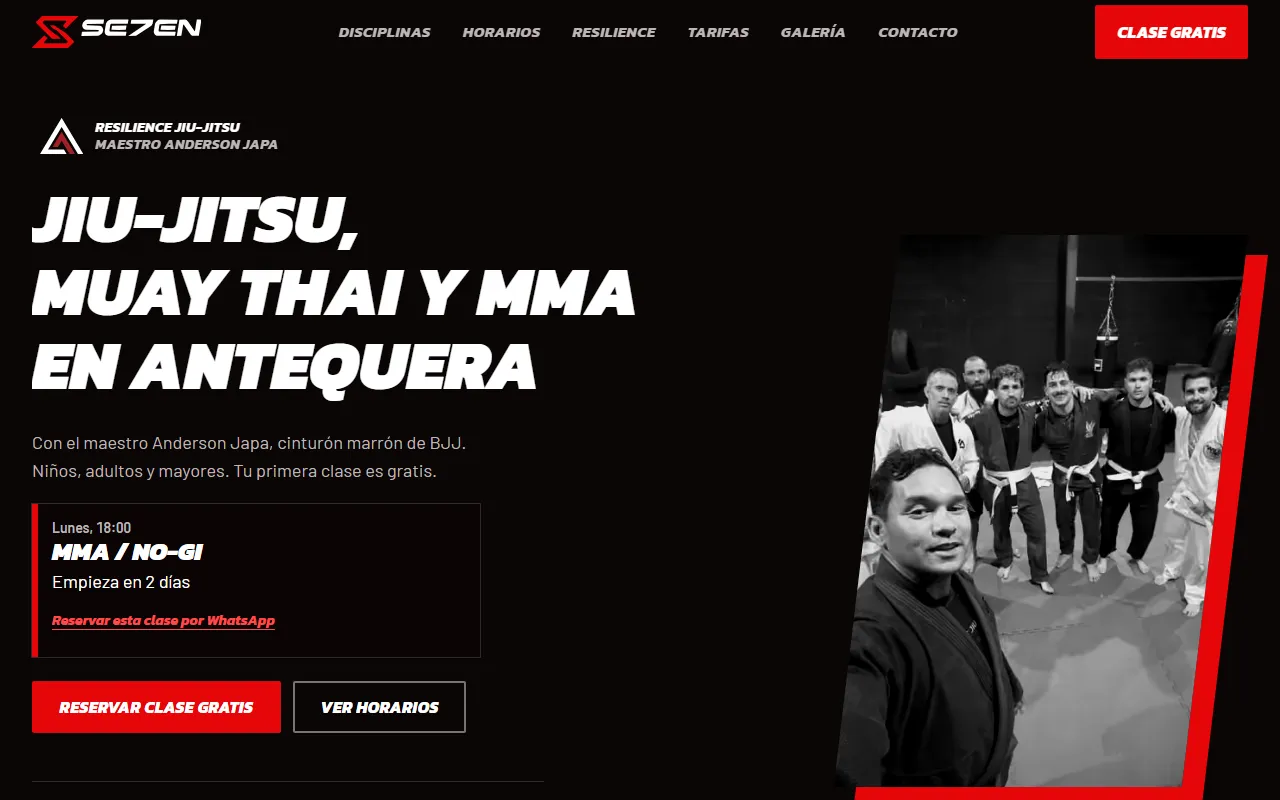 SE7EN
DISCIPLINAS
HORARIOS
RESILIENCE
TARIFAS
GALERÍA
CONTACTO
CLASE GRATIS
RESILIENCE JIU-JITSU
MAESTRO ANDERSON JAPA
JIU-JITSU,
MUAY THAI Y MMA
EN ANTEQUERA
Con el maestro Anderson Japa, cinturón marrón de BJJ.
Niños, adultos y mayores. Tu primera clase es gratis.
Lunes, 18:00
MMA / NO-GI
Empieza en 2 días
Reservar esta clase por WhatsApp
RESERVAR CLASE GRATIS
VER HORARIOS